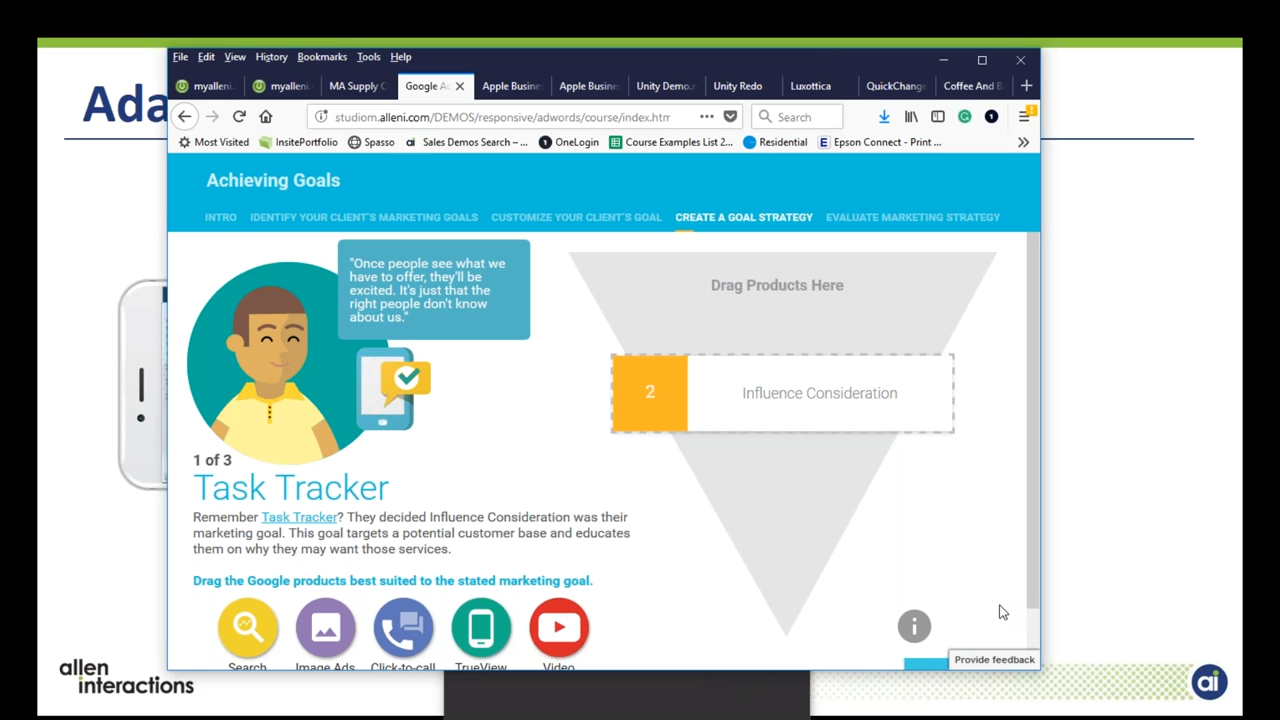 Ada
File Edit View History Bookmarks Tools Help
myalleni. myalleni. MA Supply C Google A Apple Busine Apple Busine Unity Demo. Unity Redo Luxottica QuickChange Coffee And B
studiom.alleni.com/DEMOS/responsive/adwords/course/index.htm Search
Most Visited InsitePortfolio Spasso Sales Demos Search – ... OneLogin Course Examples List 2... Residential Epson Connect - Print ...
Achieving Goals
INTRO IDENTIFY YOUR CLIENT'S MARKETING GOALS CUSTOMIZE YOUR CLIENT'S GOAL CREATE A GOAL STRATEGY EVALUATE MARKETING STRATEGY
"Once people see what we
have to offer, they'll be
excited. It's just that the
right people don't know
about us."
Drag Products Here
2 Influence Consideration
1 of 3
Task Tracker
Remember Task Tracker? They decided Influence Consideration was their
marketing goal. This goal targets a potential customer base and educates
them on why they may want those services.
Drag the Google products best suited to the stated marketing goal.
Search Image Ads Click-to-call TrueView Video
i
Provide feedback
allen
interactions
ai